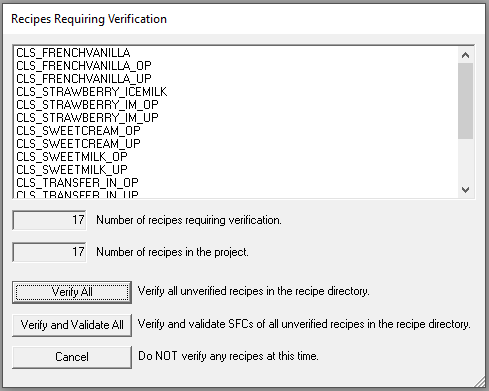 Recipes Requiring Verification
CLS_FRENCHVANILLA
CLS_FRENCHVANILLA_OP
CLS_FRENCHVANILLA_UP
CLS_STRAWBERRY_ICEMILK
CLS_STRAWBERRY_IM_OP
CLS_STRAWBERRY_IM_UP
CLS_SWEETCREAM_OP
CLS_SWEETCREAM_UP
CLS_SWEETMILK_OP
CLS_SWEETMILK_UP
CLS_TRANSFER_IN_OP
CLS_TRANSFER_IN_UP
17 Number of recipes requiring verification.
17 Number of recipes in the project.
Verify All Verify all unverified recipes in the recipe directory.
Verify and Validate All Verify and validate SFCs of all unverified recipes in the recipe directory.
Cancel Do NOT verify any recipes at this time.